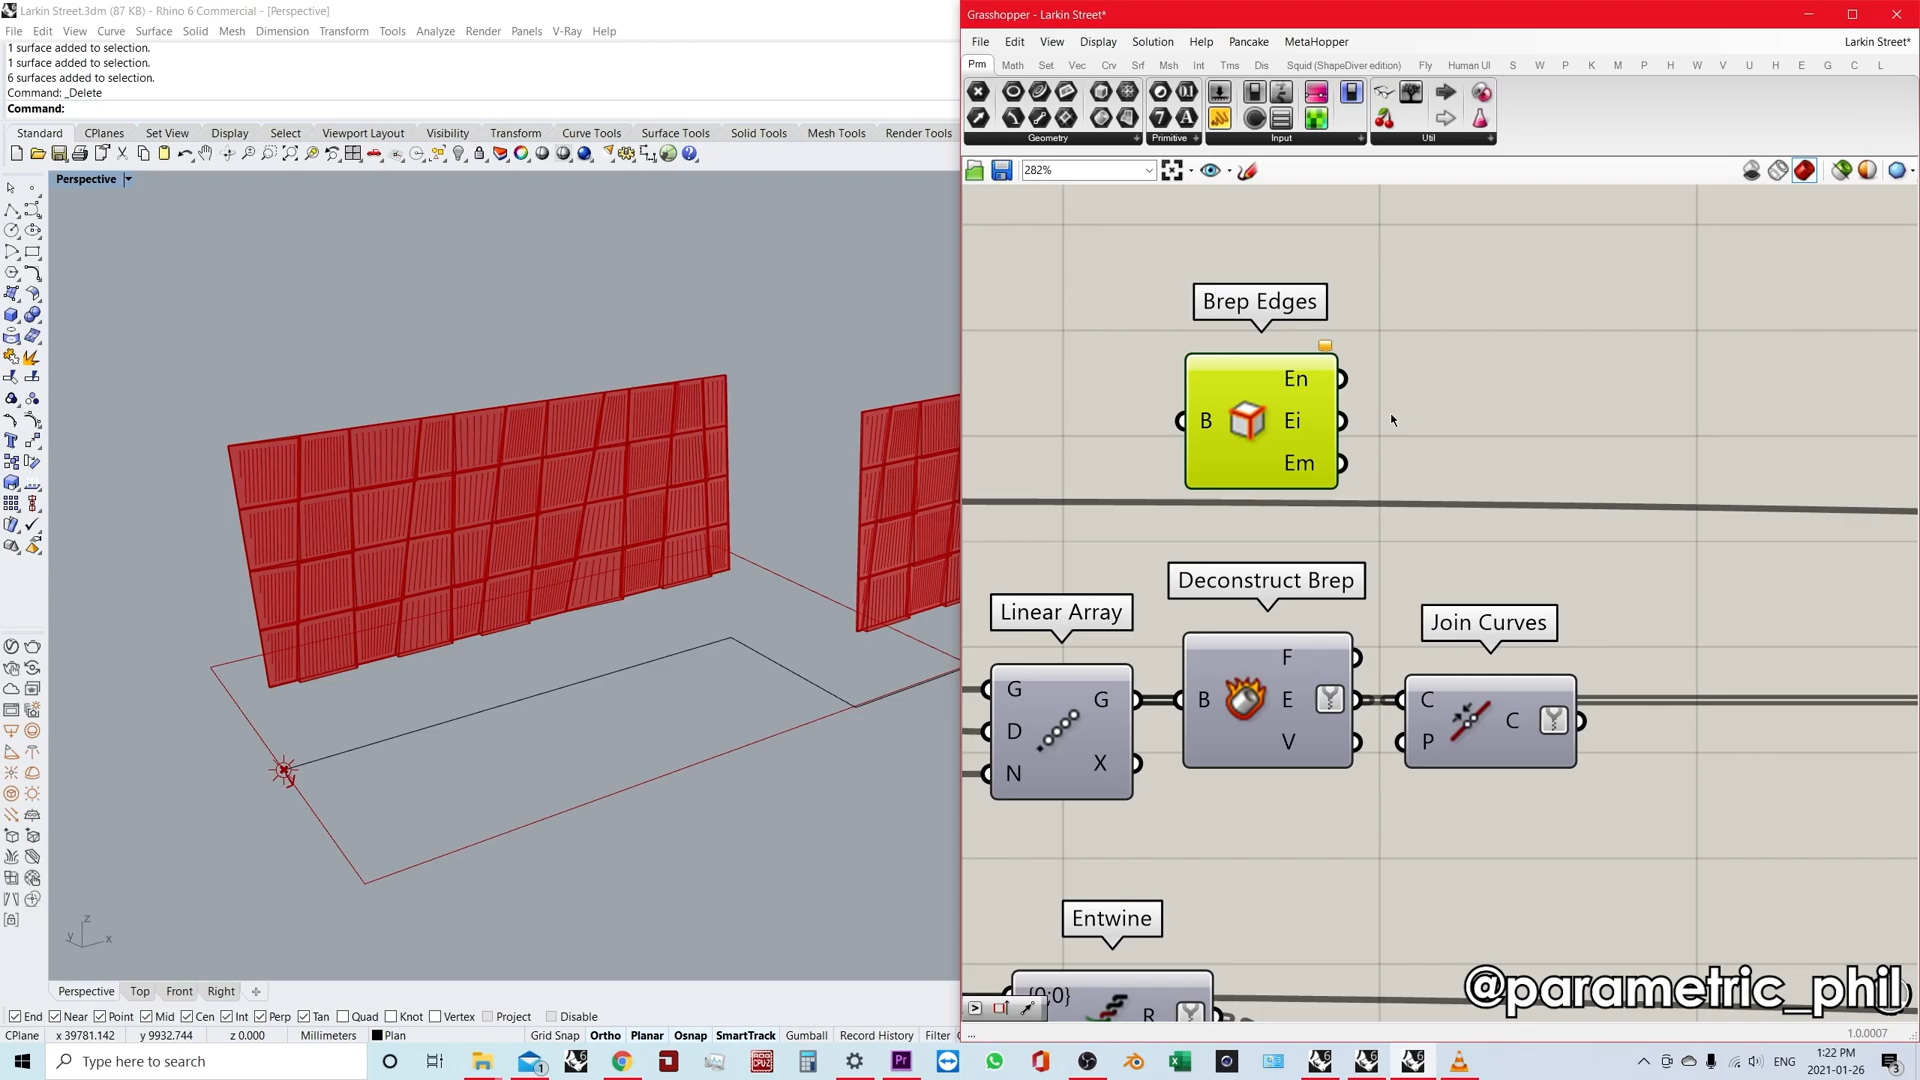 Larkin Street.3dm (87 KB) - Rhino 6 Commercial - [Perspective]
File Edit View Curve Surface Solid Mesh Dimension Transform Tools Analyze Render Panels V-Ray Help
1 surface added to selection.
1 surface added to selection.
6 surfaces added to selection.
Command: _Delete
Command:
Standard CPlanes Set View Display Select Viewport Layout Visibility Transform Curve Tools Surface Tools Solid Tools Mesh Tools Render Tools
Perspective
z
y x
Perspective Top Front Right
End Near Point Mid Cen Int Perp Tan Quad Knot Vertex Project Disable
CPlane x 39781.142 y 9932.744 z 0.000 Millimeters Plan Grid Snap Ortho Planar Osnap SmartTrack Gumball Record History Filter
Grasshopper - Larkin Street*
File Edit View Display Solution Help Pancake MetaHopper Larkin Street*
Prm Math Set Vec Crv Srf Msh Int Trns Dis Squid (ShapeDiver edition) Fly Human UI S W P K M P H W V U H E G C L
Geometry Primitive Input Util
282%
Brep Edges
En
B Ei
Em
Deconstruct Brep
Linear Array
Join Curves
G G
D
N X
F
B E
V
C C
P
Entwine
{0;0}
R
@parametric_phil
1.0.0007
Type here to search
ENG
1:22 PM
2021-01-26